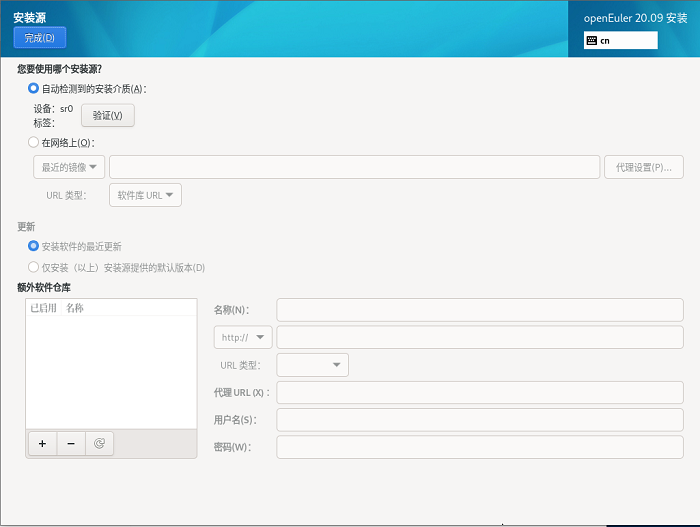 安装源
openEuler 20.09 安装
完成(D)
cn
您要使用哪个安装源?
自动检测到的安装介质(A):
设备: sr0
标签:
验证(V)
在网络上(O):
最近的镜像
代理设置(P)...
URL 类型:
软件库 URL
更新
安装软件的最近更新
仅安装（以上）安装源提供的默认版本(D)
额外软件仓库
已启用 名称
名称(N):
http://
URL 类型:
代理 URL (X) :
用户名(S):
密码(W):
+ −